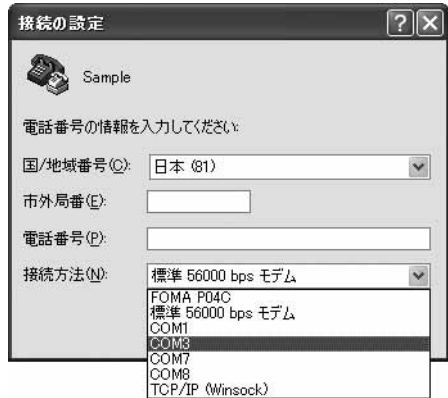 接続の設定
Sample
電話番号の情報を入力してください:
国/地域番号(C): 日本 (81)
市外局番(E):
電話番号(P):
接続方法(N): 標準 56000 bps モデム
FOMA P04C
標準 56000 bps モデム
COM1
COM3
COM7
COM8
TCP/IP (Winsock)